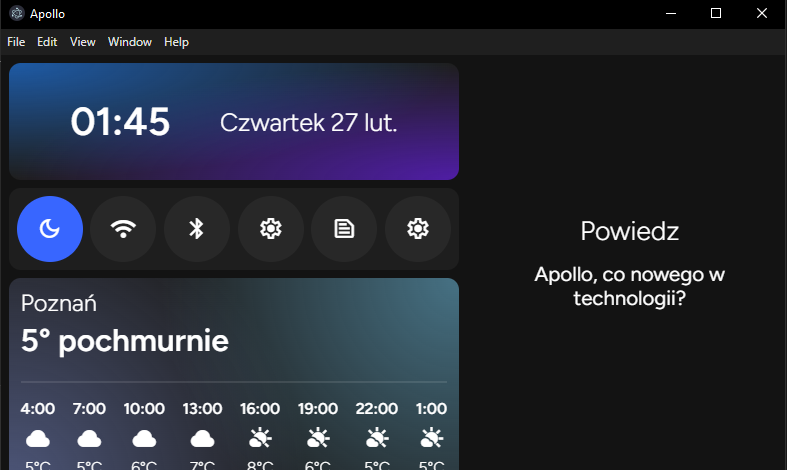 Apollo
File Edit View Window Help
01:45 Czwartek 27 lut.
Poznań
5° pochmurnie
4:00 7:00 10:00 13:00 16:00 19:00 22:00 1:00
5°C 5°C 6°C 7°C 8°C 6°C 5°C 5°C
Powiedz
Apollo, co nowego w
technologii?